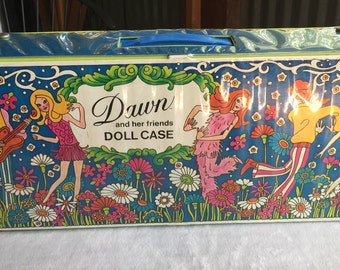 Dawn
and her friends
DOLL CASE